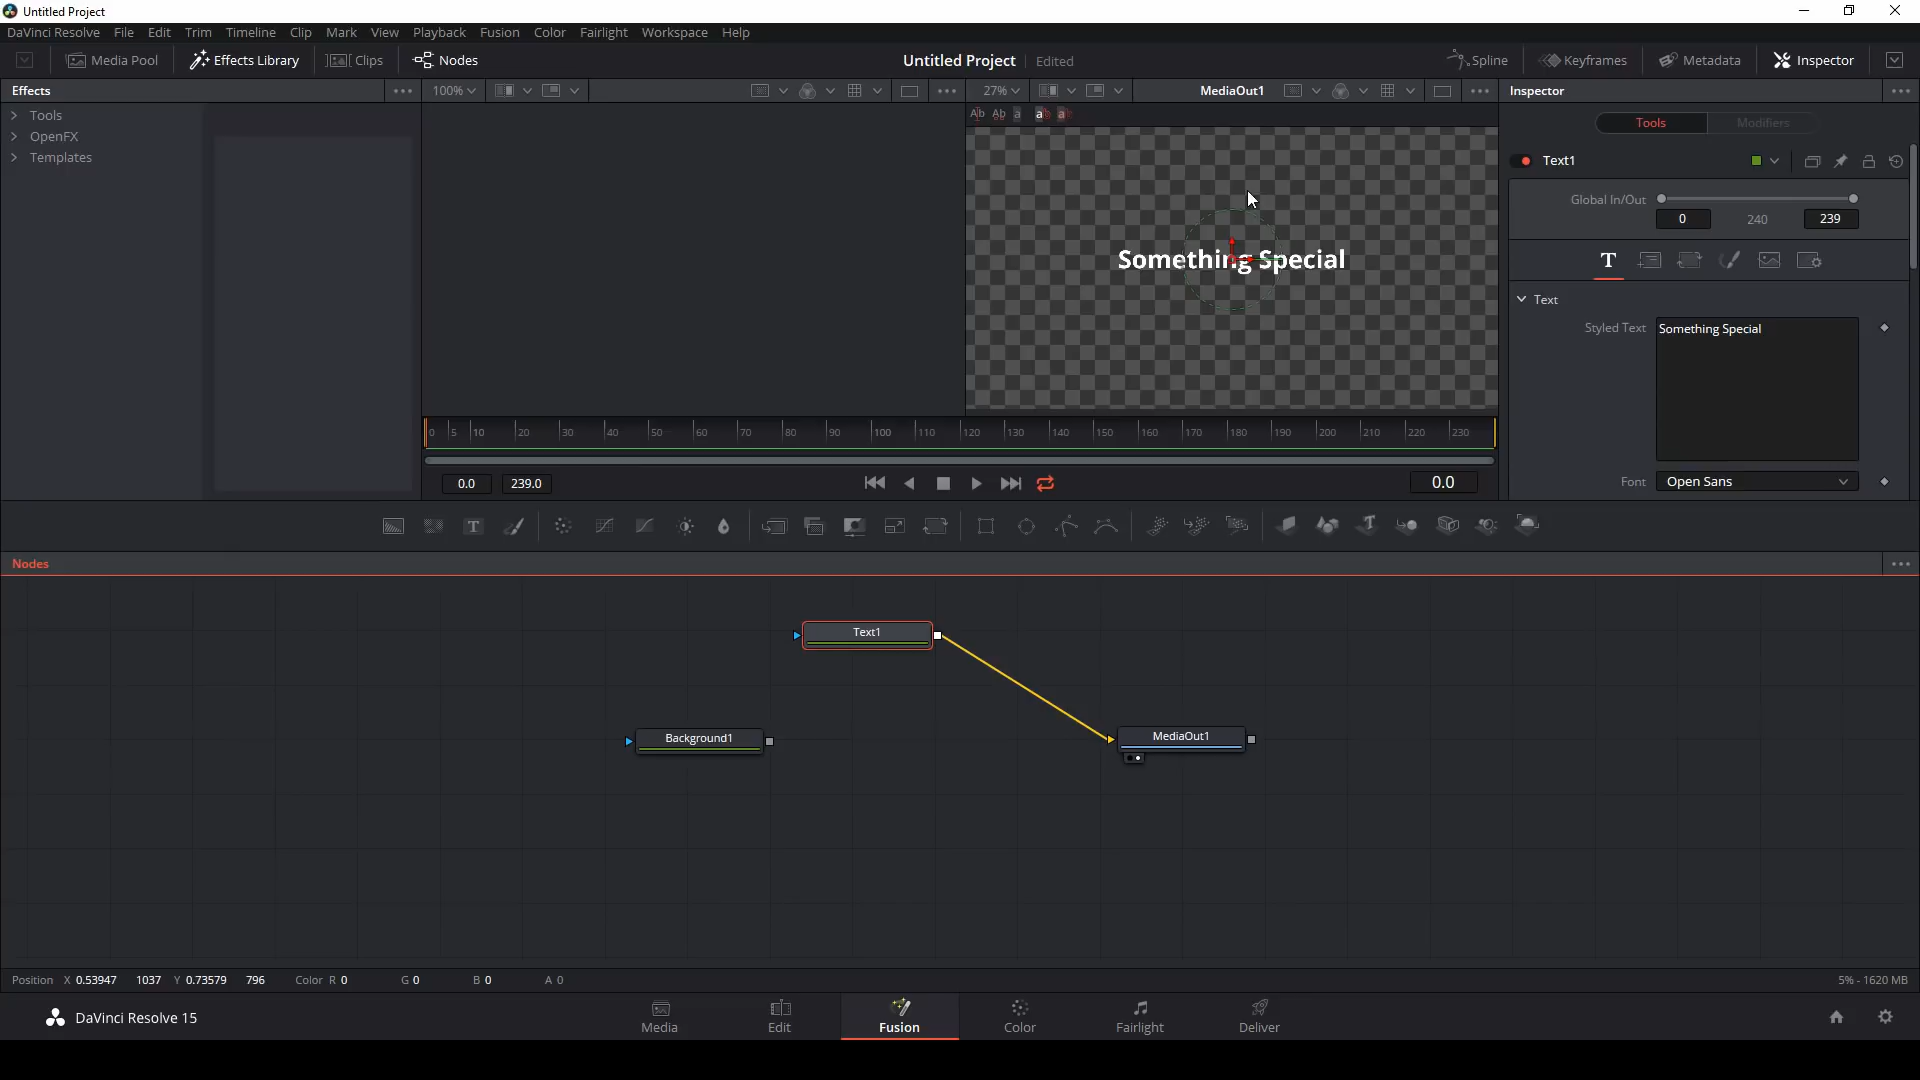 Untitled Project
DaVinci Resolve File Edit Trim Timeline Clip Mark View Playback Fusion Color Fairlight Workspace Help
Media Pool Effects Library Clips Nodes Untitled Project Edited Spline Keyframes Metadata Inspector
Effects 100% 27% MediaOut1 Inspector
Tools
OpenFX
Templates
Ab Ab a ab a
Something Special
Tools Modifiers
Text1
Global In/Out
0 240 239
T
Text
Styled Text Something Special
Font Open Sans
0 5 10 20 30 40 50 60 70 80 90 100 110 120 130 140 150 160 170 180 190 200 210 220 230
0.0 239.0 0.0
T T
Nodes
Text1
Background1
MediaOut1
Position X 0.53947 1037 Y 0.73579 796 Color R 0 G 0 B 0 A 0 5% - 1620 MB
DaVinci Resolve 15 Media Edit Fusion Color Fairlight Deliver